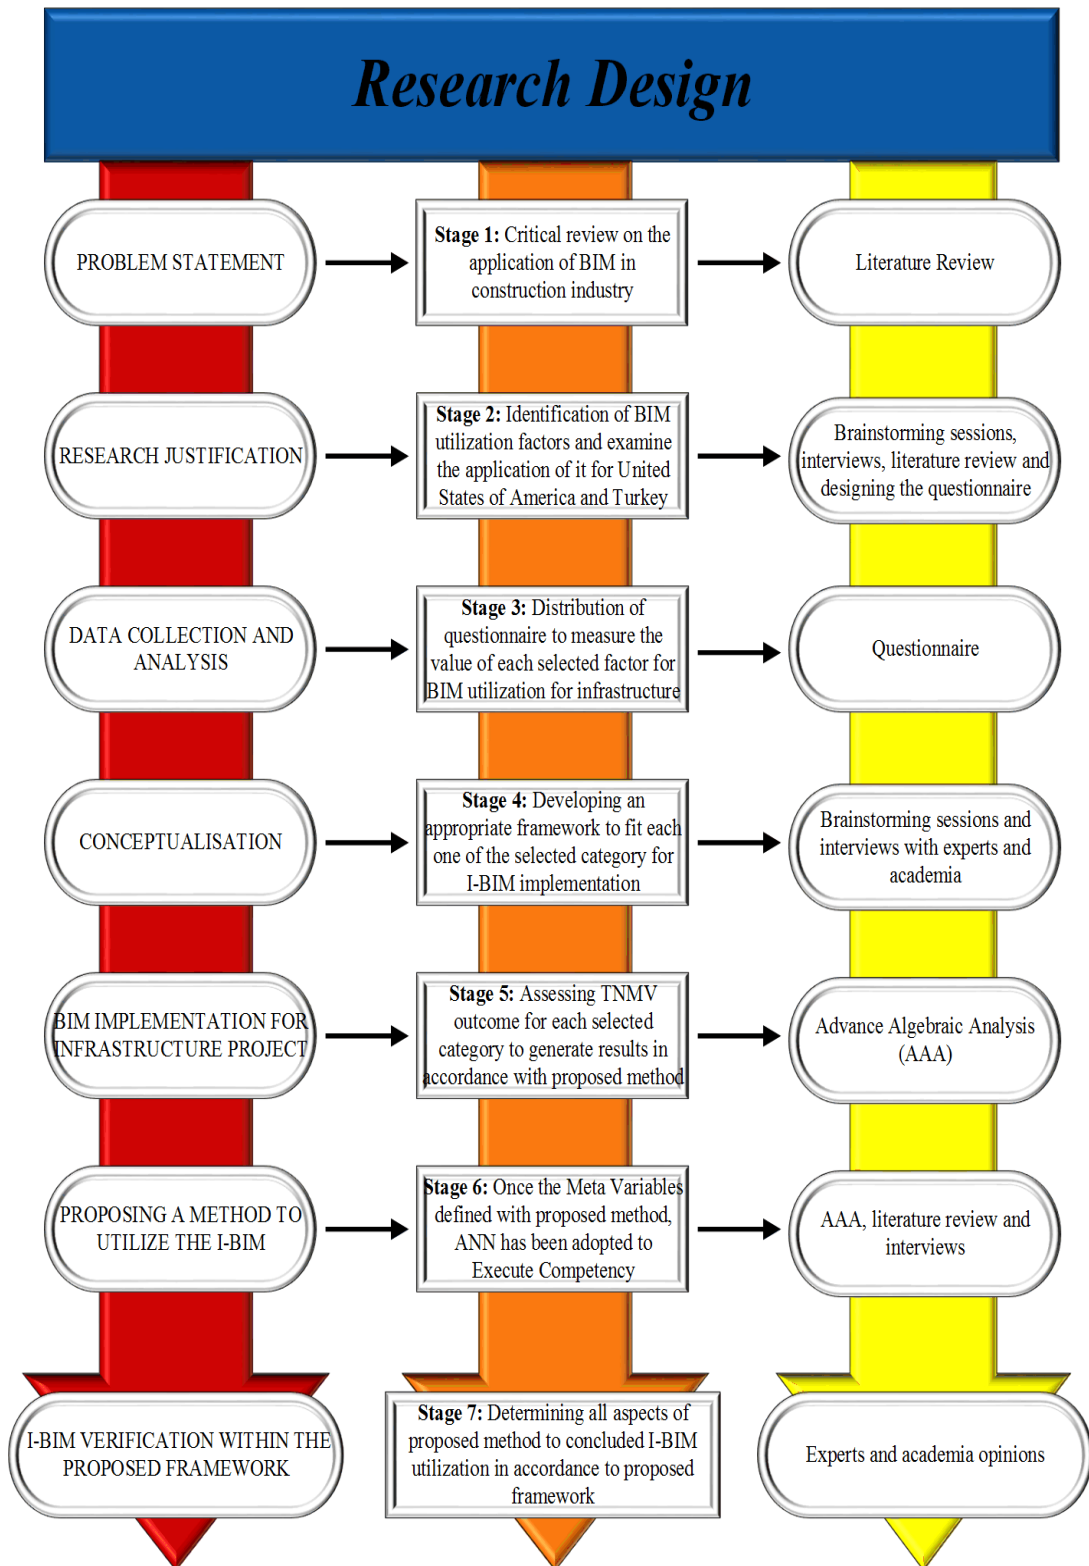 Research Design
PROBLEM STATEMENT
Stage 1: Critical review on the
application of BIM in
construction industry
Literature Review
RESEARCH JUSTIFICATION
Stage 2: Identification of BIM
utilization factors and examine
the application of it for United
States of America and Turkey
Brainstorming sessions,
interviews, literature review and
designing the questionnaire
DATA COLLECTION AND
ANALYSIS
Stage 3: Distribution of
questionnaire to measure the
value of each selected factor for
BIM utilization for infrastructure
Questionnaire
CONCEPTUALISATION
Stage 4: Developing an
appropriate framework to fit each
one of the selected category for
I-BIM implementation
Brainstorming sessions and
interviews with experts and
academia
BIM IMPLEMENTATION FOR
INFRASTRUCTURE PROJECT
Stage 5: Assessing TNMV
outcome for each selected
category to generate results in
accordance with proposed method
Advance Algebraic Analysis
(AAA)
PROPOSING A METHOD TO
UTILIZE THE I-BIM
Stage 6: Once the Meta Variables
defined with proposed method,
ANN has been adopted to
Execute Competency
AAA, literature review and
interviews
I-BIM VERIFICATION WITHIN THE
PROPOSED FRAMEWORK
Stage 7: Determining all aspects of
proposed method to concluded I-BIM
utilization in accordance to proposed
framework
Experts and academia opinions